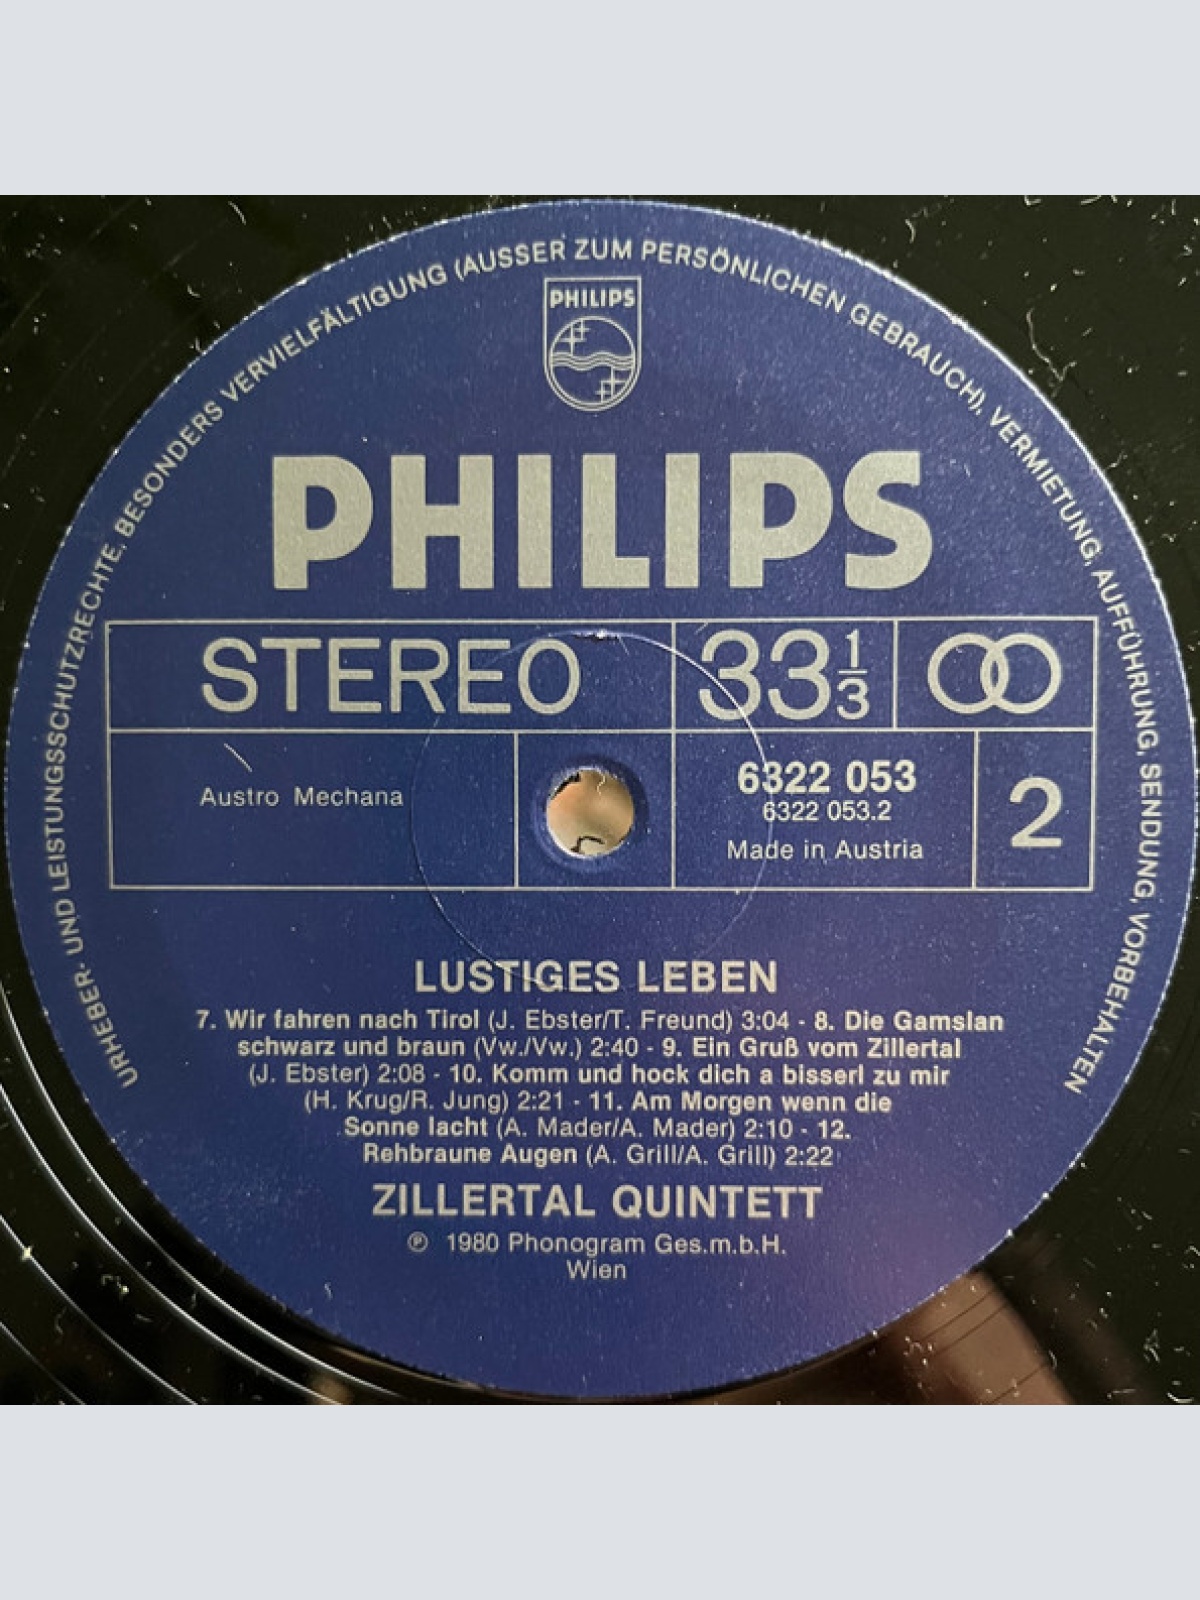 URHEBER- UND LEISTUNGSSCHUTZRECHTE, BESONDERS VERVIELFÄLTIGUNG (AUSSER ZUM PERSÖNLICHEN GEBRAUCH), VERMIETUNG, AUFFÜHRUNG, SENDUNG, VORBEHALTEN
PHILIPS
PHILIPS
STEREO 33 1/3
Austro Mechana
6322 053
6322 053.2
Made in Austria
2
LUSTIGES LEBEN
7. Wir fahren nach Tirol (J. Ebster/T. Freund) 3:04 - 8. Die Gamslan
schwarz und braun (Vw./Vw.) 2:40 - 9. Ein Gruß vom Zillertal
(J. Ebster) 2:08 - 10. Komm und hock dich a bisserl zu mir
(H. Krug/R. Jung) 2:21 - 11. Am Morgen wenn die
Sonne lacht (A. Mader/A. Mader) 2:10 - 12.
Rehbraune Augen (A. Grill/A. Grill) 2:22
ZILLERTAL QUINTETT
℗ 1980 Phonogram Ges.m.b.H.
Wien